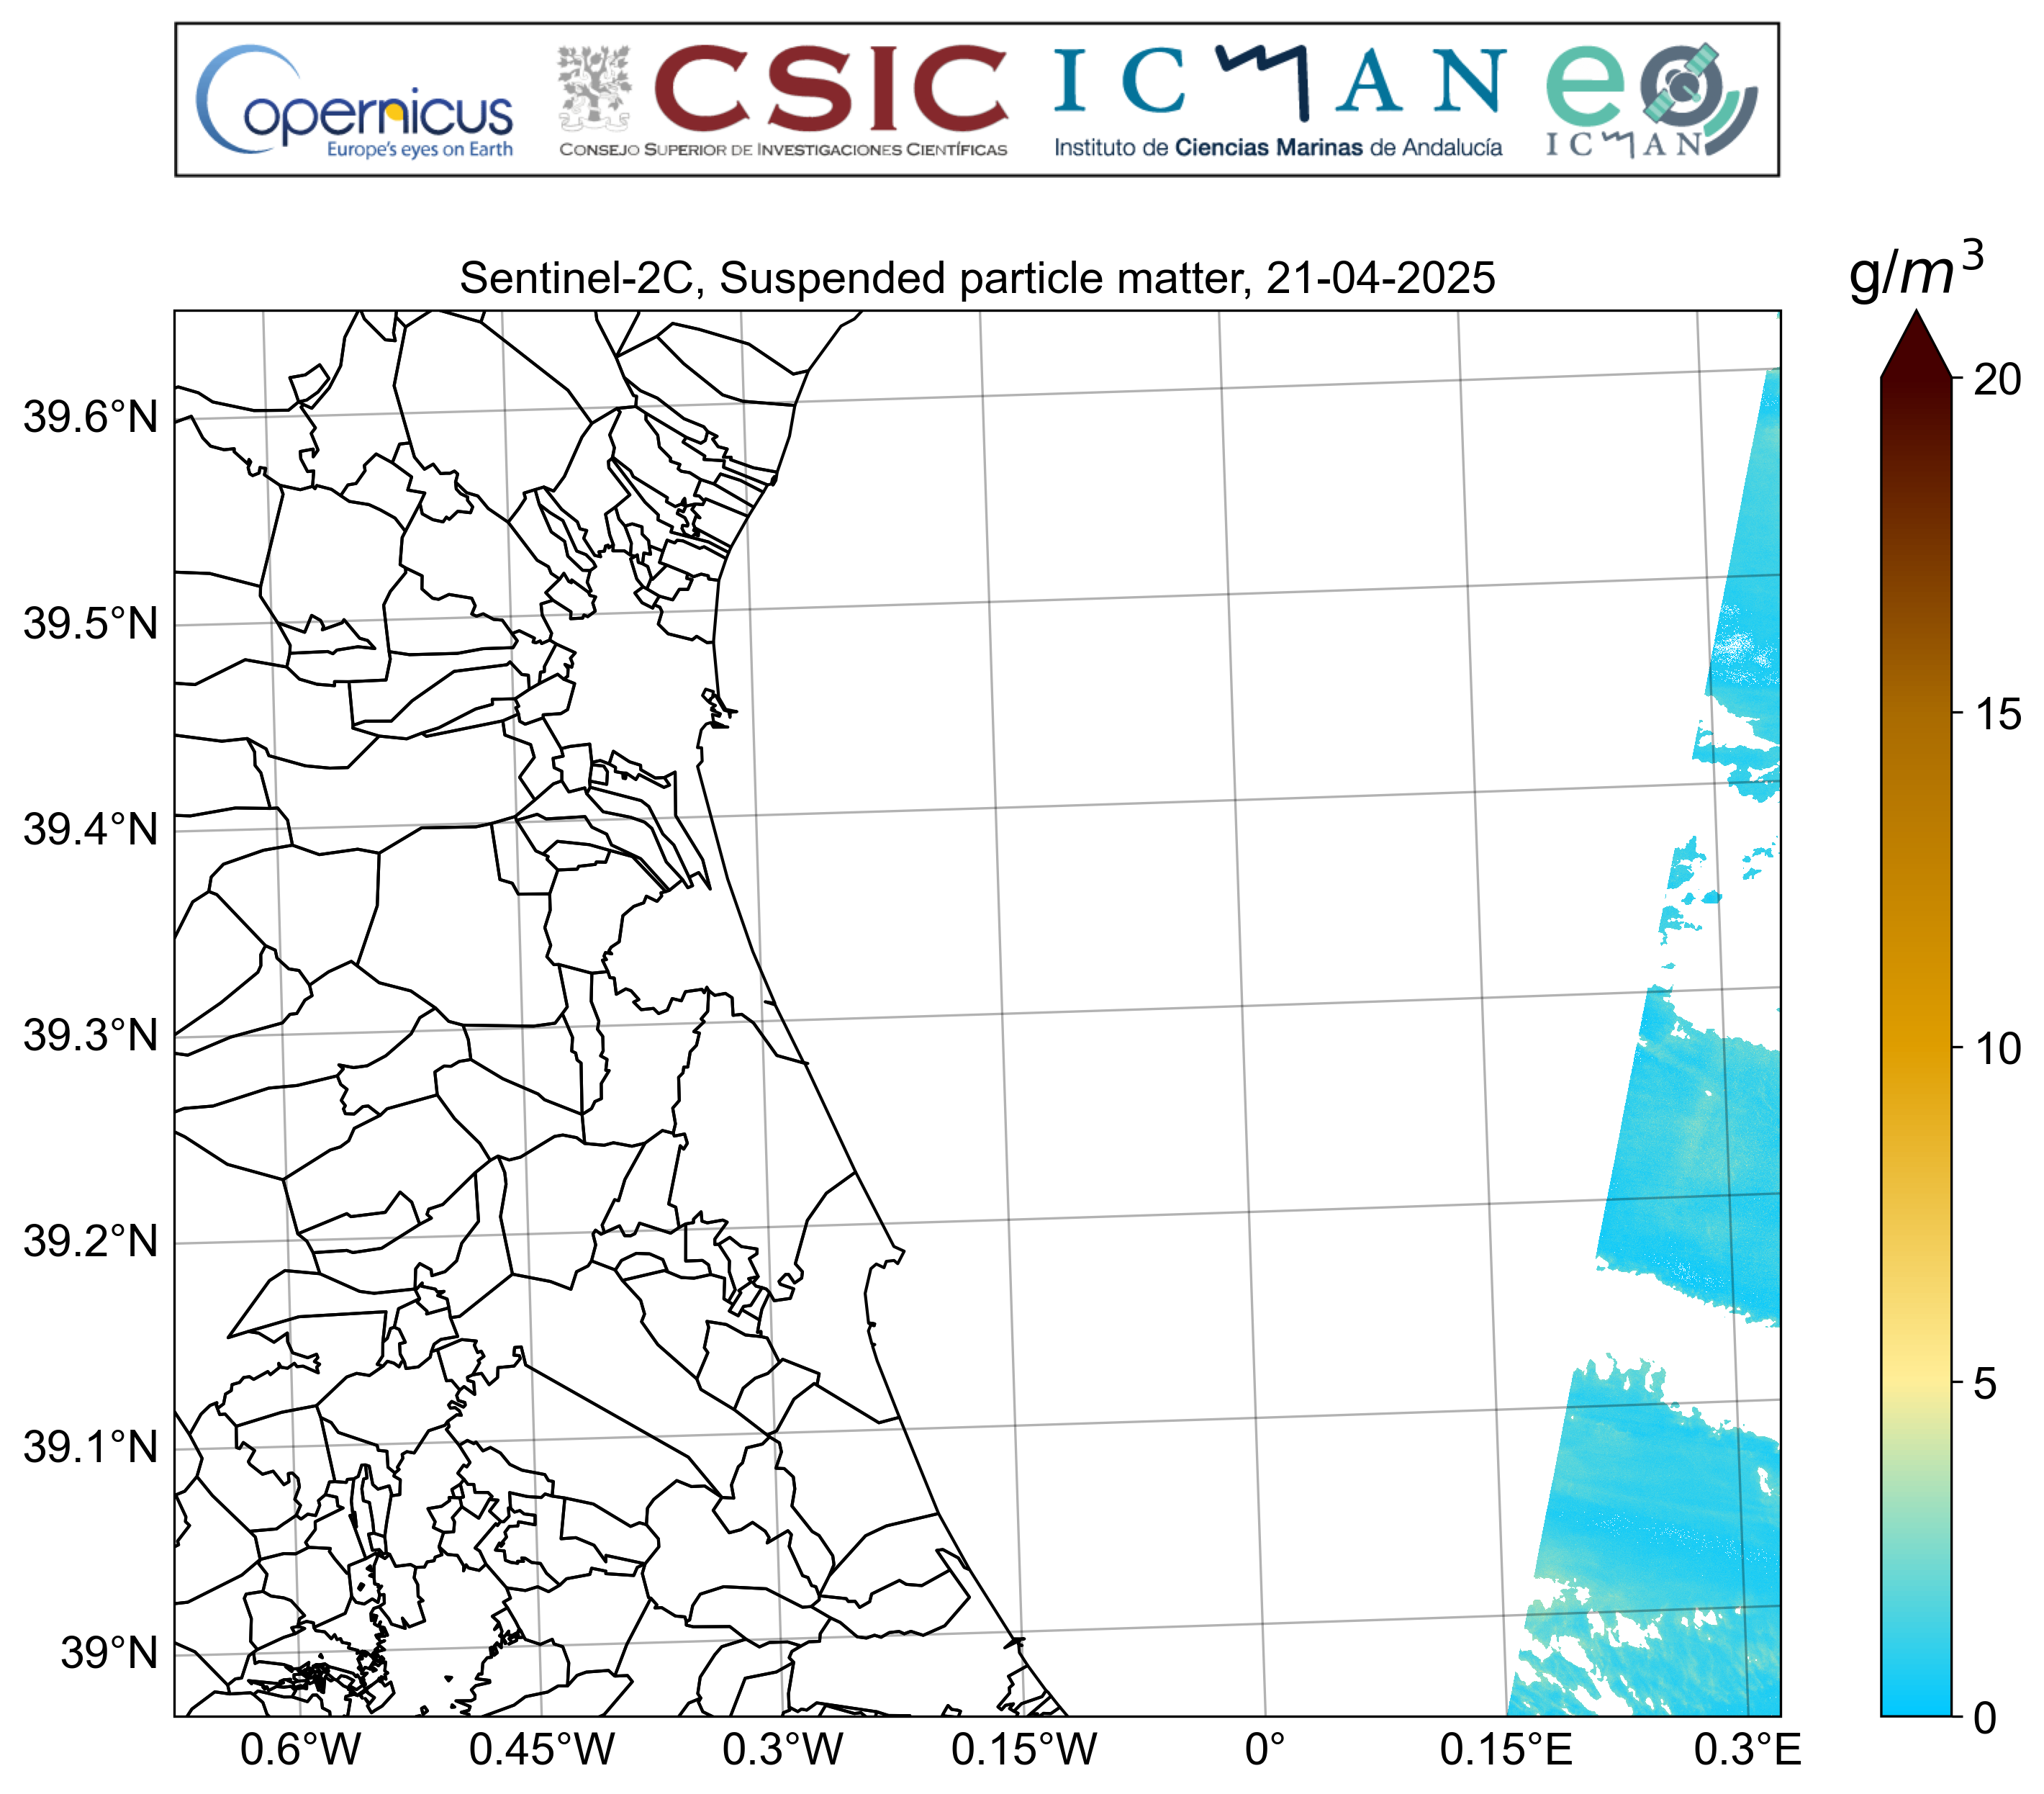 Copernicus
Europe's eyes on Earth
CSIC
CONSEJO SUPERIOR DE INVESTIGACIONES CIENTÍFICAS
ICMAN
Instituto de Ciencias Marinas de Andalucía
eo
ICMAN
Sentinel-2C, Suspended particle matter, 21-04-2025
g/m³
39.6°N
39.5°N
39.4°N
39.3°N
39.2°N
39.1°N
39°N
0.6°W 0.45°W 0.3°W 0.15°W 0° 0.15°E 0.3°E
20
15
10
5
0